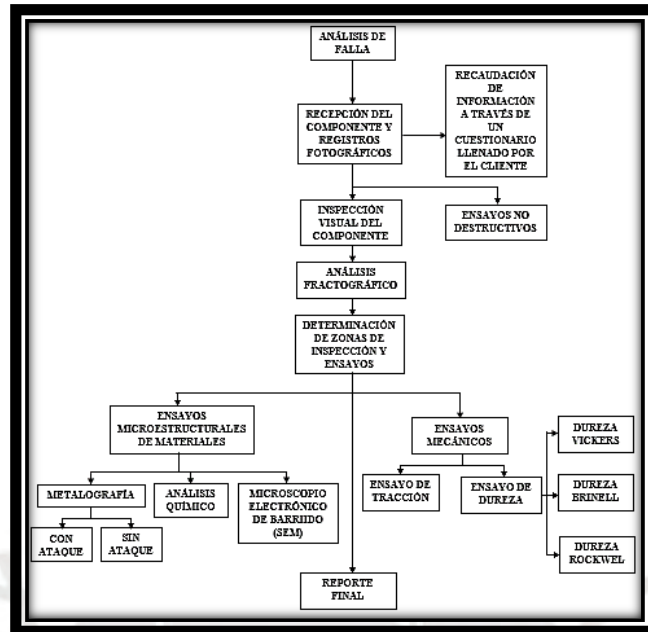 ANÁLISIS DE
FALLA
RECEPCIÓN DEL
COMPONENTE Y
REGISTROS
FOTOGRÁFICOS
RECAUDACIÓN
DE
INFORMACIÓN
A TRAVÉS DE
UN
CUESTIONARIO
LLENADO POR
EL CLIENTE
INSPECCIÓN
VISUAL DEL
COMPONENTE
ENSAYOS NO
DESTRUCTIVOS
ANÁLISIS
FRACTOGRÁFICO
DETERMINACIÓN
DE ZONAS DE
INSPECCIÓN Y
ENSAYOS
ENSAYOS
MICROESTRUCTURALES
DE MATERIALES
ENSAYOS
MECÁNICOS
DUREZA
VICKERS
METALOGRAFÍA
ANÁLISIS
QUÍMICO
MICROSCOPIO
ELECTRÓNICO
DE BARRIIDO
(SEM)
ENSAYO DE
TRACCIÓN
ENSAYO DE
DUREZA
DUREZA
BRINELL
CON
ATAQUE
SIN
ATAQUE
DUREZA
ROCKWEL
REPORTE
FINAL